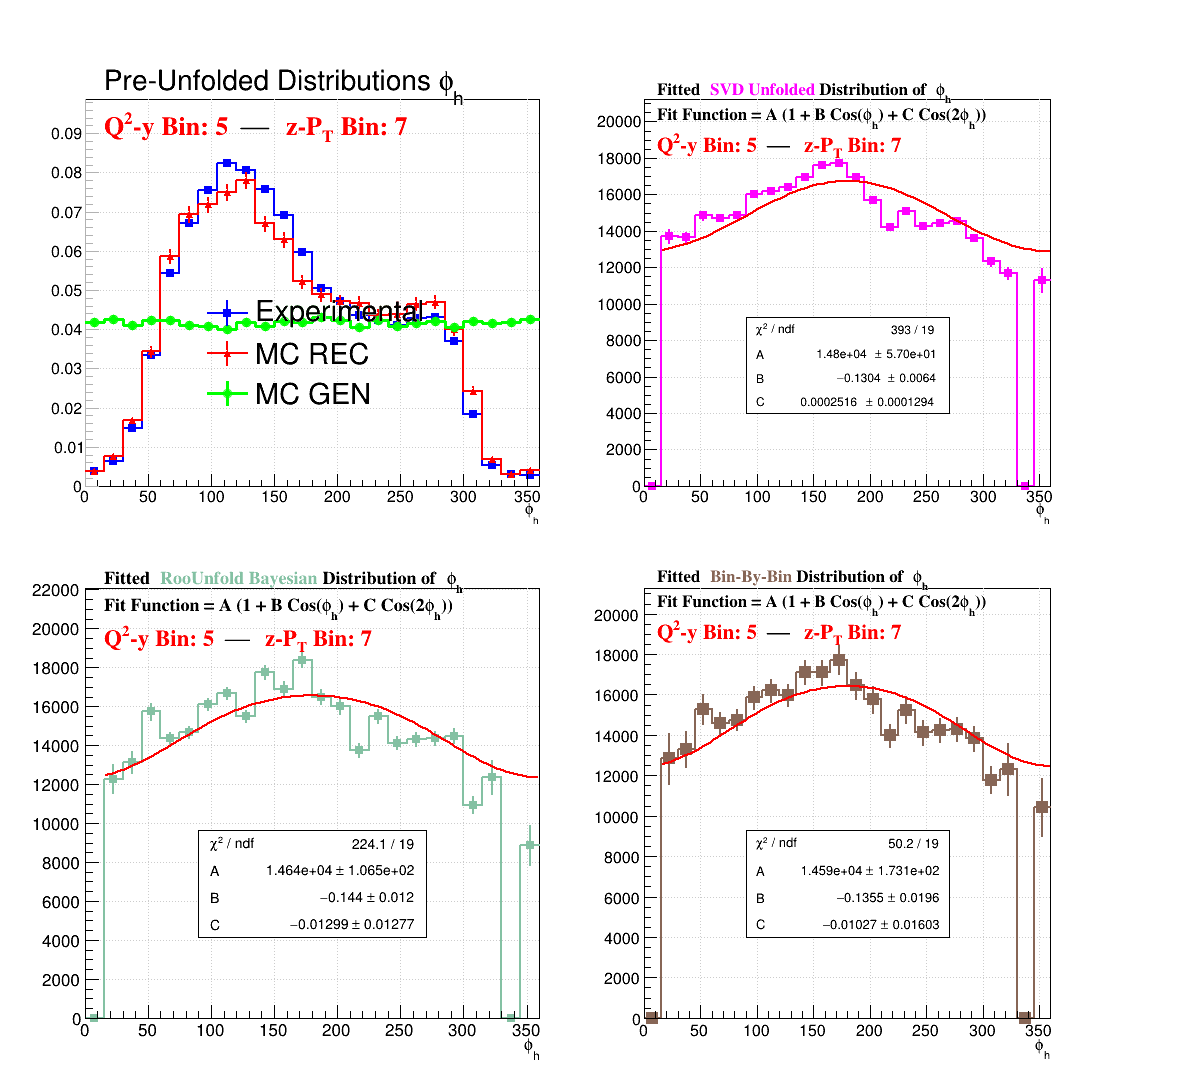 Pre-Unfolded Distributions ϕh
Q²-y Bin: 5 — z-PT Bin: 7
0.09
0.08
0.07
0.06
0.05
0.04
0.03
0.02
0.01
0
Experimental
MC REC
MC GEN
0 50 100 150 200 250 300
ϕh
Fitted SVD Unfolded Distribution of ϕh
Fit Function = A (1 + B Cos(ϕh) + C Cos(2ϕh))
Q²-y Bin: 5 — z-PT Bin: 7
20000
18000
16000
14000
12000
10000
8000
6000
4000
2000
0
χ² / ndf 393 / 19
A 1.48e+04 ± 5.70e+01
B −0.1304 ± 0.0064
C 0.0002516 ± 0.0001294
0 50 100 150 200 250 300 350
ϕh
Fitted RooUnfold Bayesian Distribution of ϕh
Fit Function = A (1 + B Cos(ϕh) + C Cos(2ϕh))
Q²-y Bin: 5 — z-PT Bin: 7
22000
20000
18000
16000
14000
12000
10000
8000
6000
4000
2000
0
χ² / ndf 224.1 / 19
A 1.464e+04 ± 1.065e+02
B −0.144 ± 0.012
C −0.01299 ± 0.01277
0 50 100 150 200 250 300 350
ϕh
Fitted Bin-By-Bin Distribution of ϕh
Fit Function = A (1 + B Cos(ϕh) + C Cos(2ϕh))
Q²-y Bin: 5 — z-PT Bin: 7
20000
18000
16000
14000
12000
10000
8000
6000
4000
2000
0
χ² / ndf 50.2 / 19
A 1.459e+04 ± 1.731e+02
B −0.1355 ± 0.0196
C −0.01027 ± 0.01603
0 50 100 150 200 250 300 350
ϕh